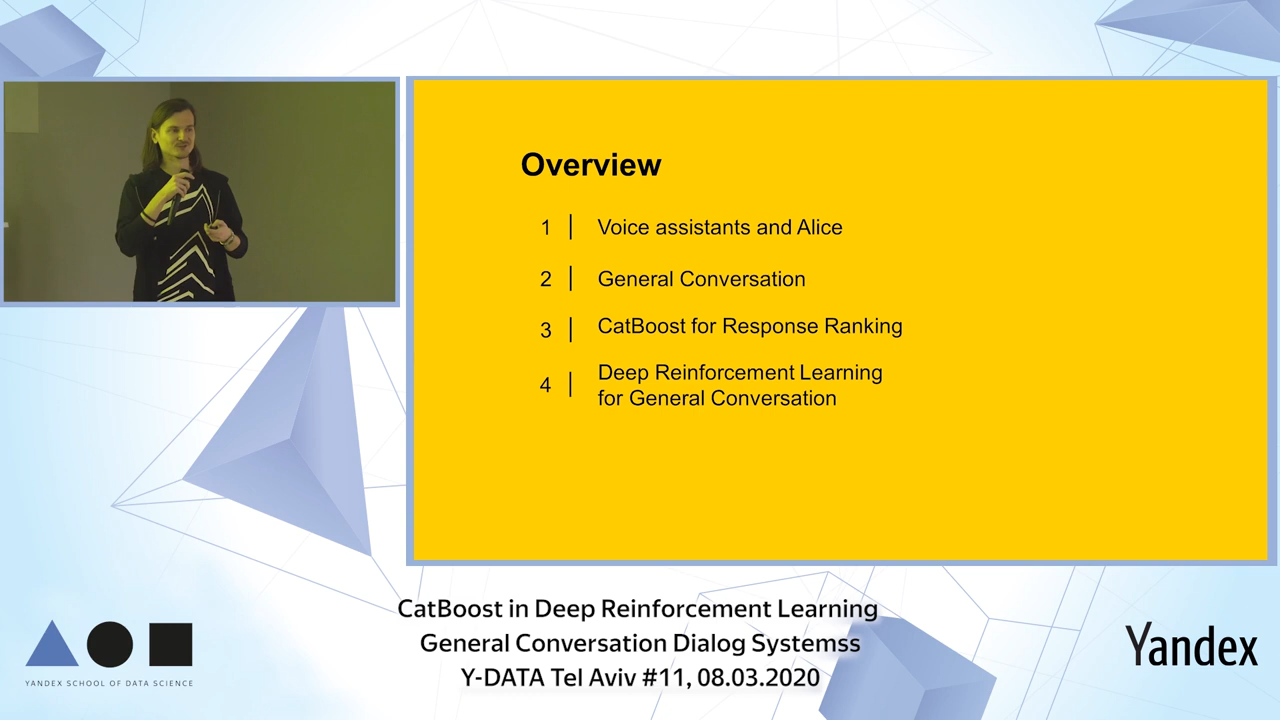 Overview
1 | Voice assistants and Alice
2 | General Conversation
3 | CatBoost for Response Ranking
4 | Deep Reinforcement Learning
for General Conversation
CatBoost in Deep Reinforcement Learning
General Conversation Dialog Systemss
Y-DATA Tel Aviv #11, 08.03.2020
YANDEX SCHOOL OF DATA SCIENCE
Yandex